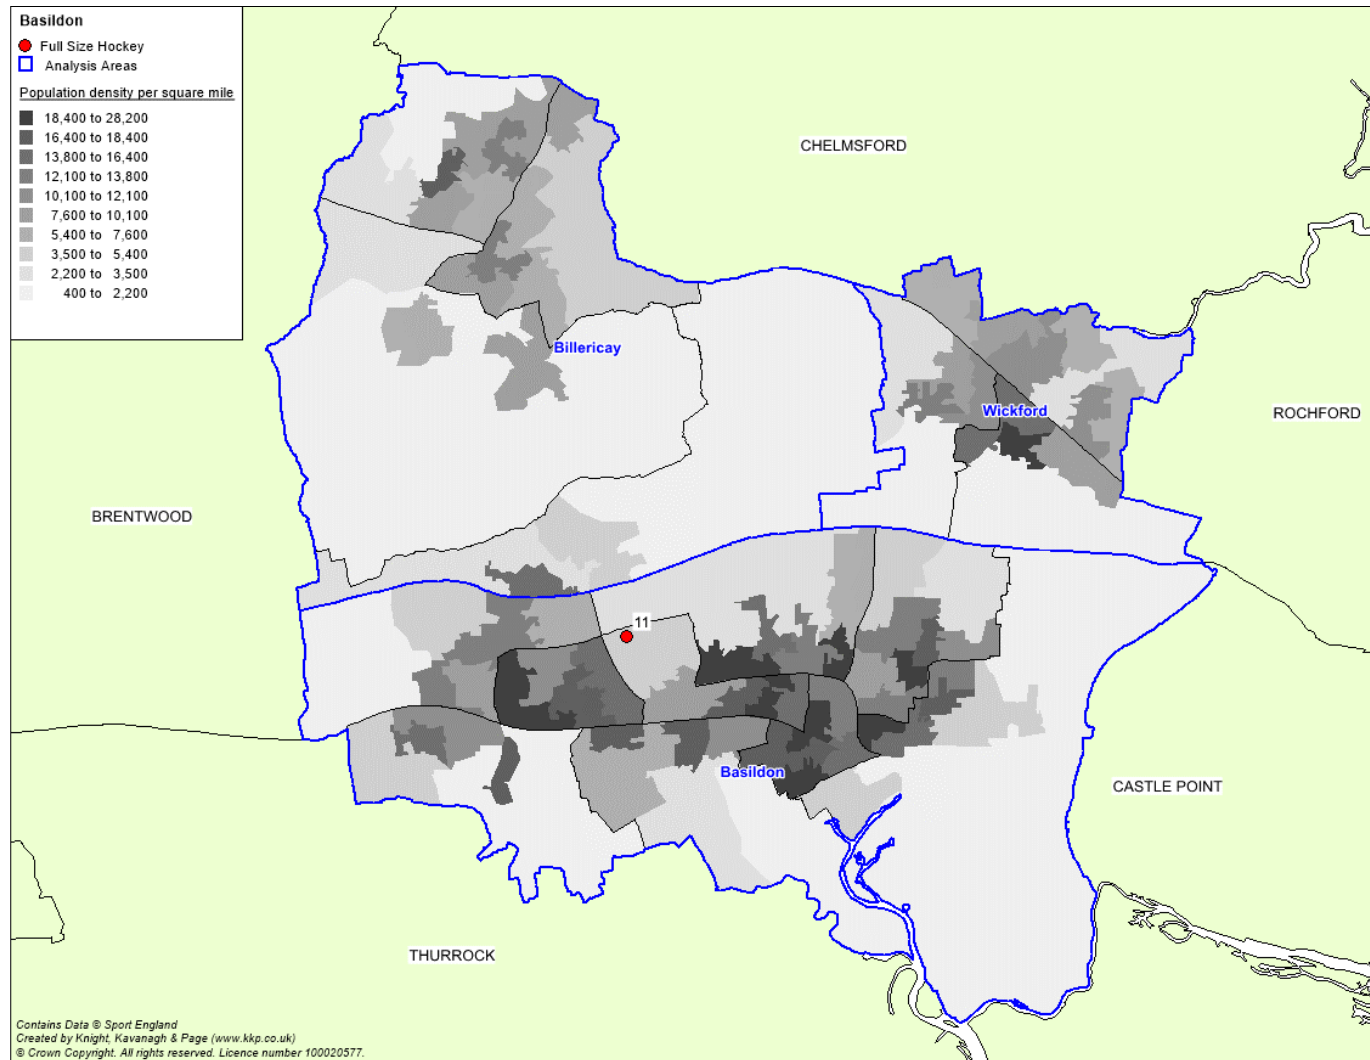 Basildon
Full Size Hockey
Analysis Areas
Population density per square mile
18,400 to 28,200
16,400 to 18,400
13,800 to 16,400
12,100 to 13,800
10,100 to 12,100
7,600 to 10,100
5,400 to 7,600
3,500 to 5,400
2,200 to 3,500
400 to 2,200
CHELMSFORD
Billericay
Wickford
ROCHFORD
BRENTWOOD
11
Basildon
CASTLE POINT
THURROCK
Contains Data © Sport England
Created by Knight, Kavanagh & Page (www.kkp.co.uk)
© Crown Copyright. All rights reserved. Licence number 100020577.